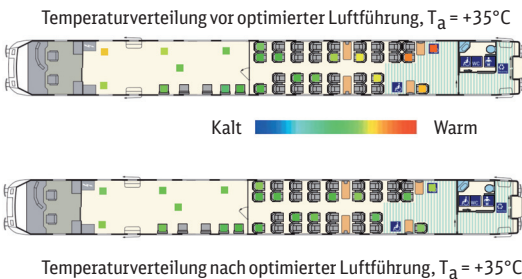 Temperaturverteilung vor optimierter Luftführung, Ta = +35°C
Kalt Warm
Temperaturverteilung nach optimierter Luftführung, Ta = +35°C